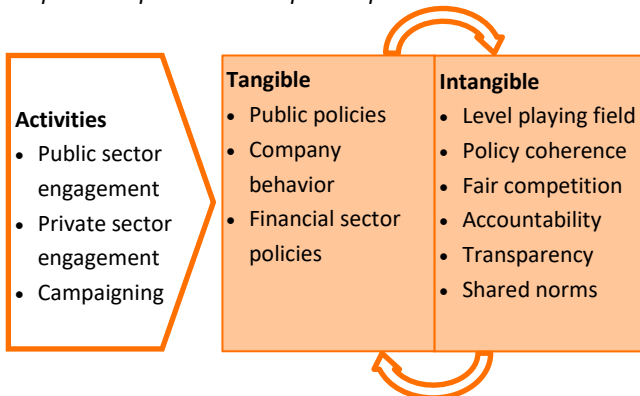 Activities
• Public sector
engagement
• Private sector
engagement
• Campaigning
Tangible
• Public policies
• Company
behavior
• Financial sector
policies
Intangible
• Level playing field
• Policy coherence
• Fair competition
• Accountability
• Transparency
• Shared norms